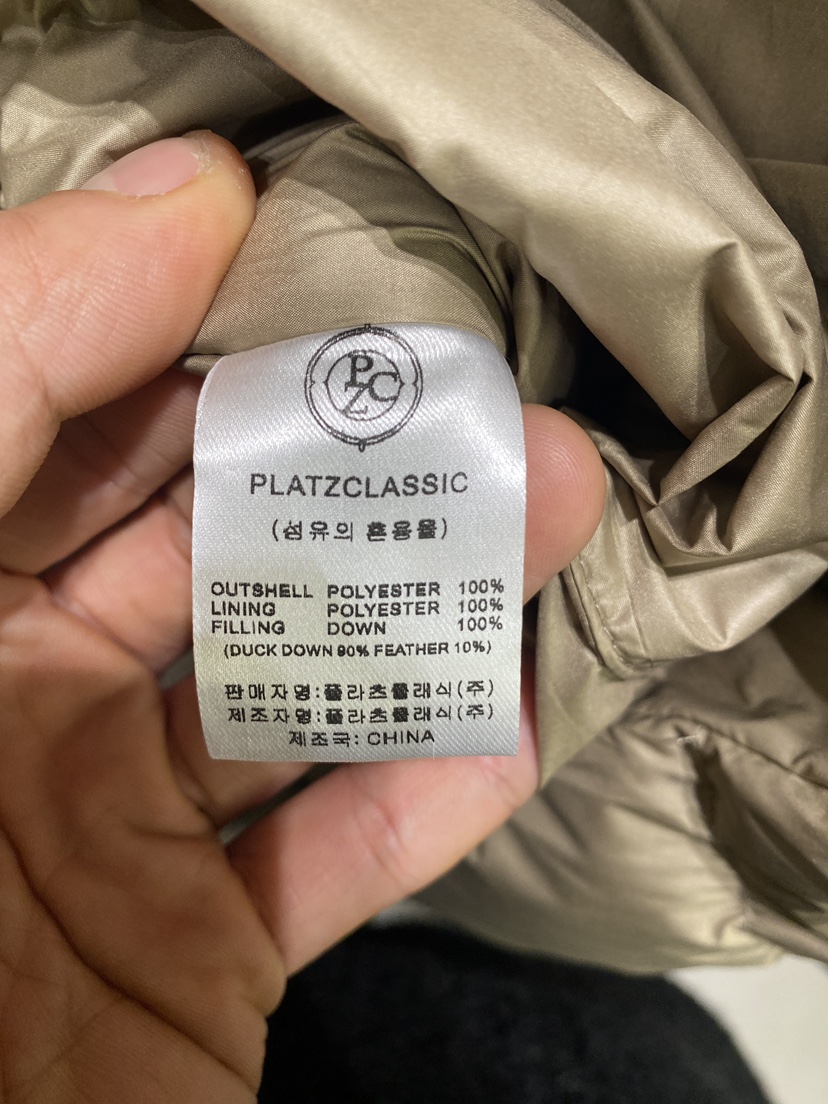 PZC
PLATZCLASSIC
(섬유의 혼용율)
OUTSHELL POLYESTER 100%
LINING POLYESTER 100%
FILLING DOWN 100%
(DUCK DOWN 90% FEATHER 10%)
판매자명:플라츠클래식(주)
제조자명:플라츠클래식(주)
제조국: CHINA